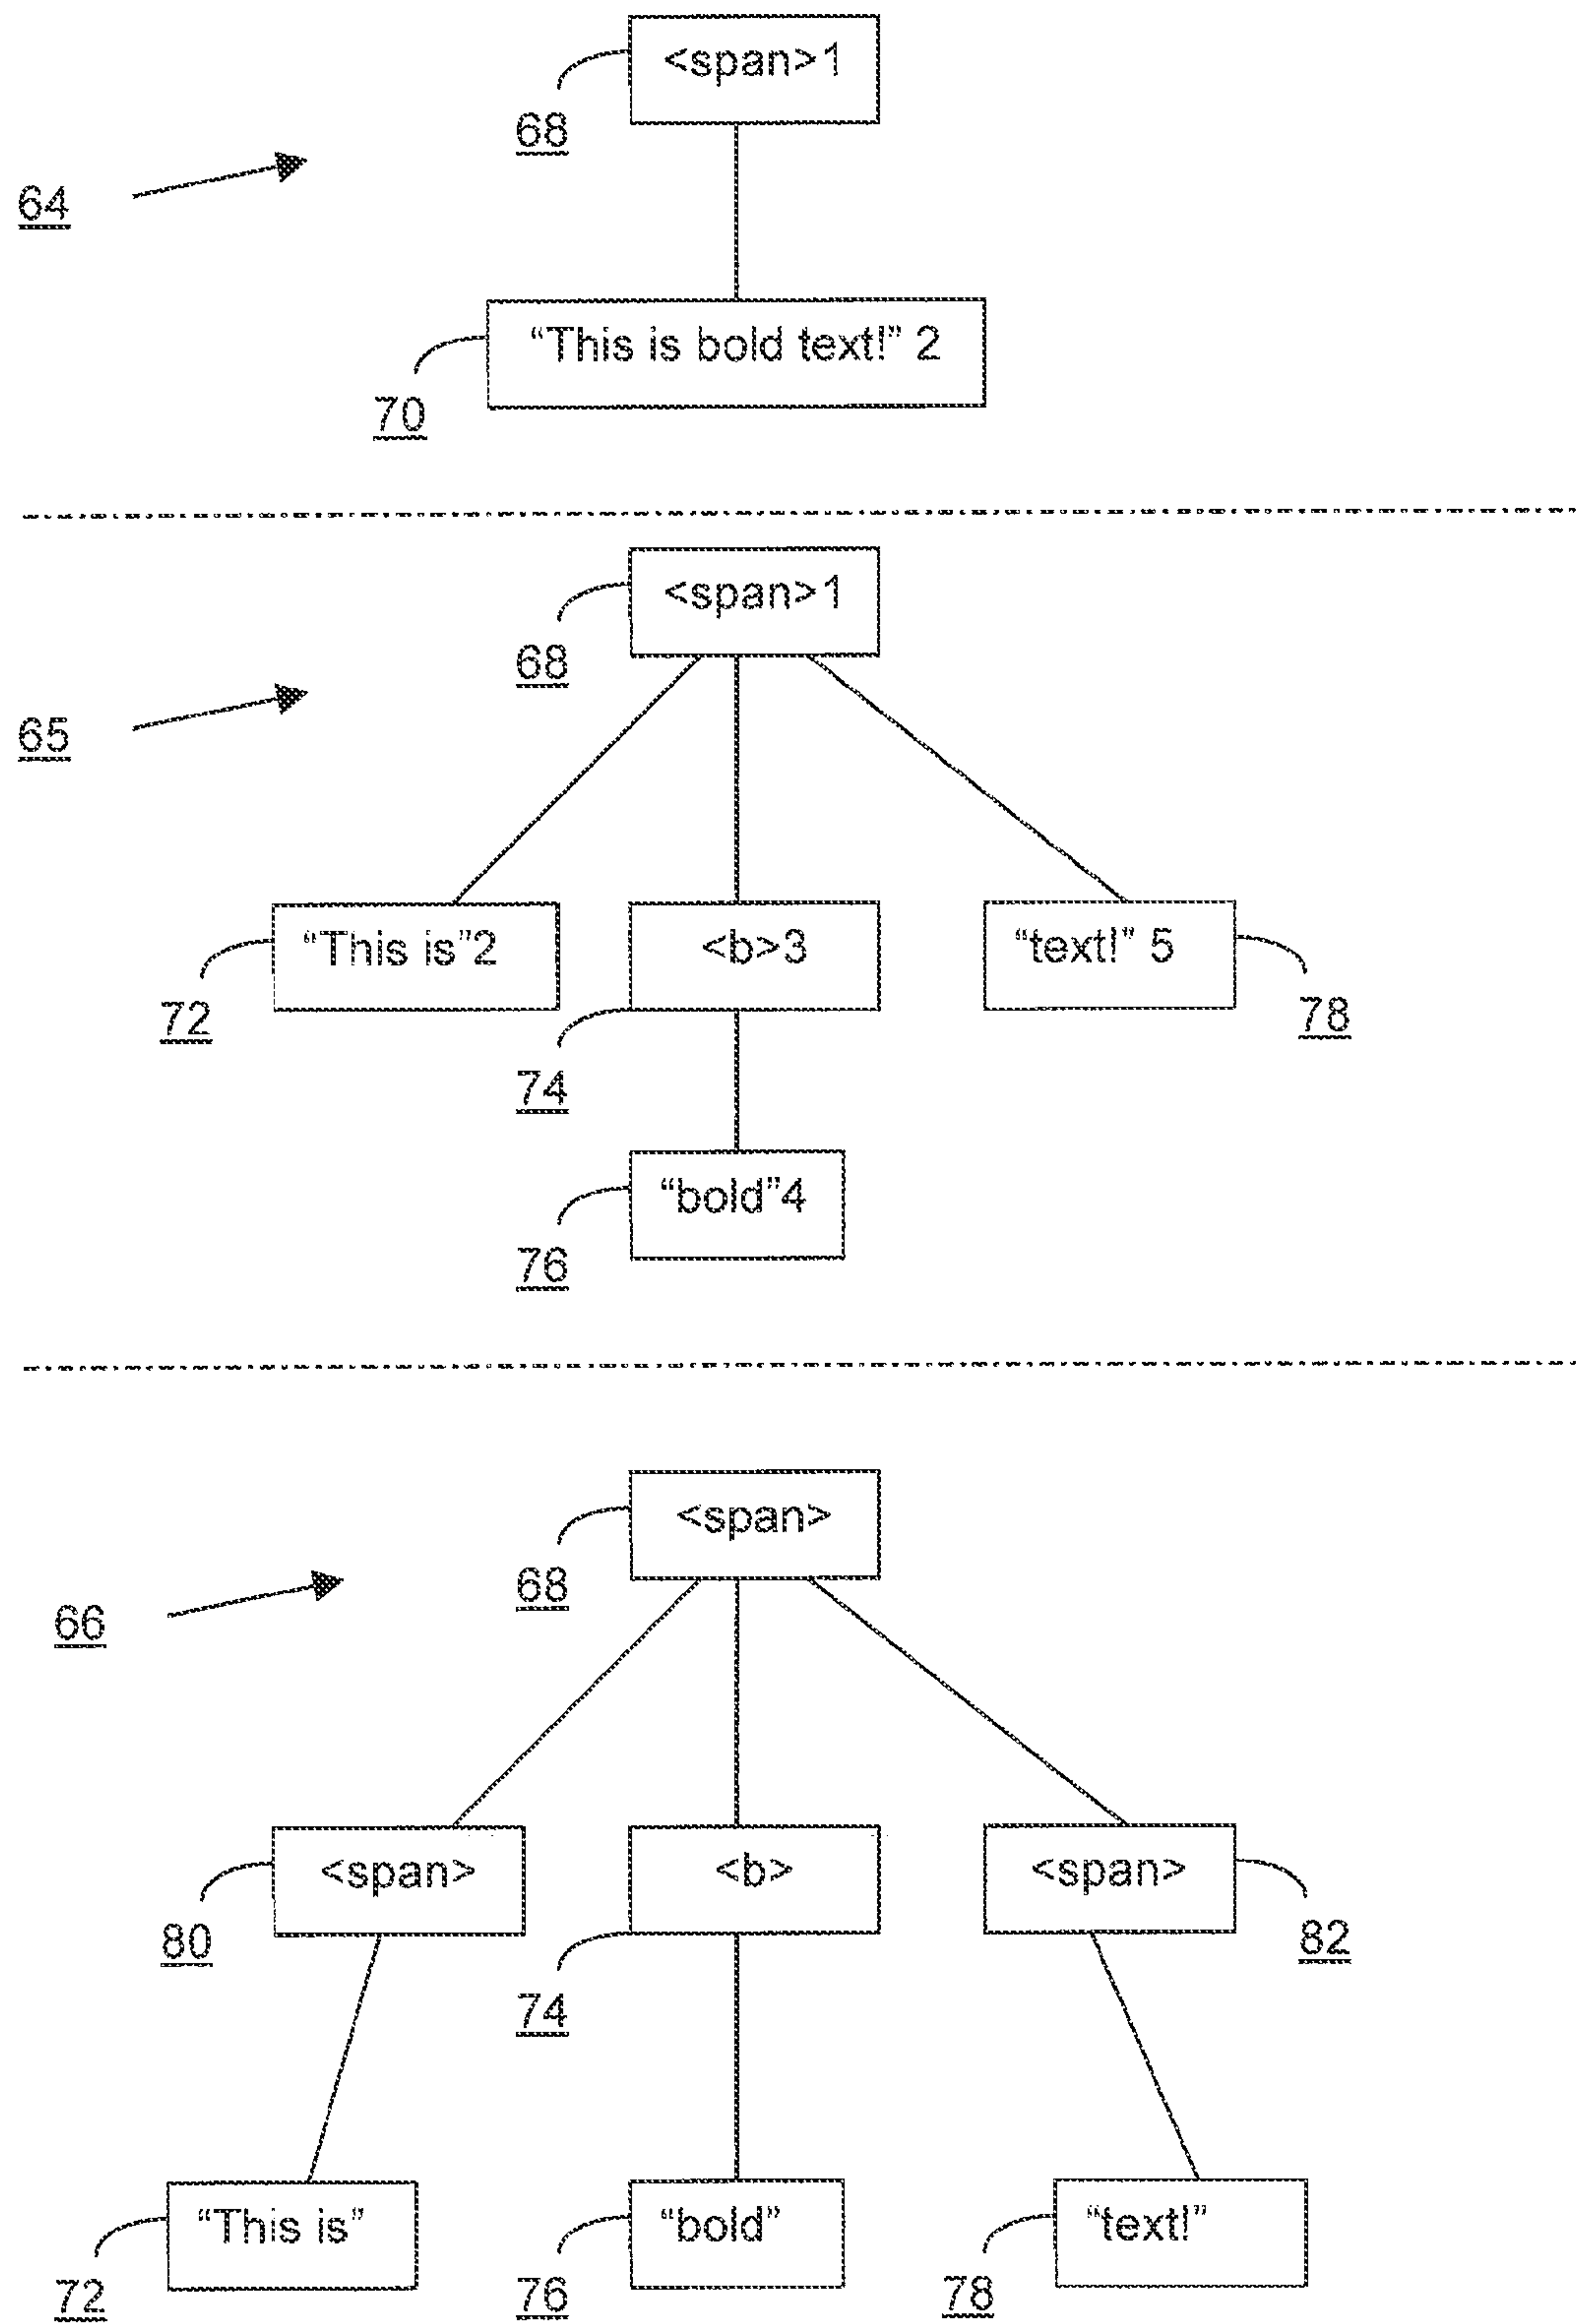 <span>1
68
64
“This is bold text!” 2
70
<span>1
68
65
“This is”2
<b>3
“text!” 5
72
78
74
“bold”4
76
<span>
68
66
<span>
<b>
<span>
80
82
74
“This is”
“bold”
“text!”
72
76
78